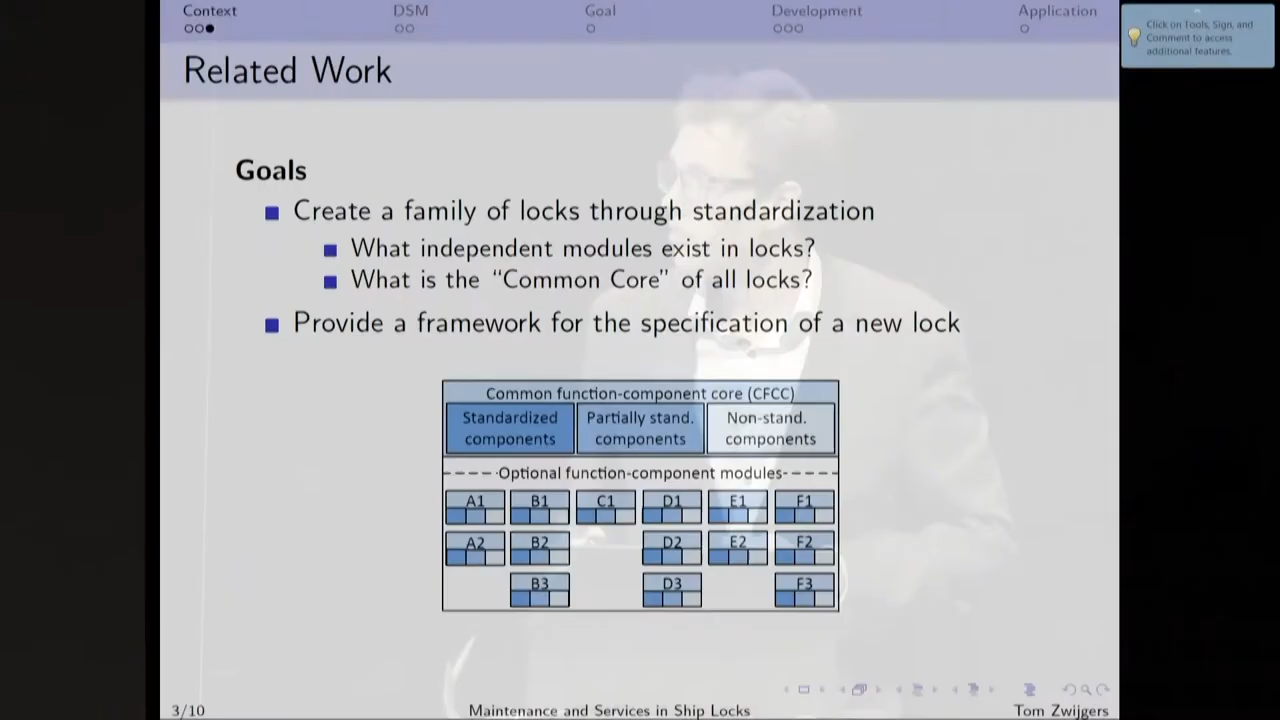 Context DSM Goal Development Application
Click on Tools, Sign, and
Comment to access
additional features.
Related Work
Goals
Create a family of locks through standardization
What independent modules exist in locks?
What is the “Common Core” of all locks?
Provide a framework for the specification of a new lock
Common function-component core (CFCC)
Standardized components
Partially stand. components
Non-stand. components
Optional function-component modules
A1 B1 C1 D1 E1 F1
A2 B2 D2 E2 F2
B3 D3 F3
3/10 Maintenance and Services in Ship Locks Tom Zwijgers